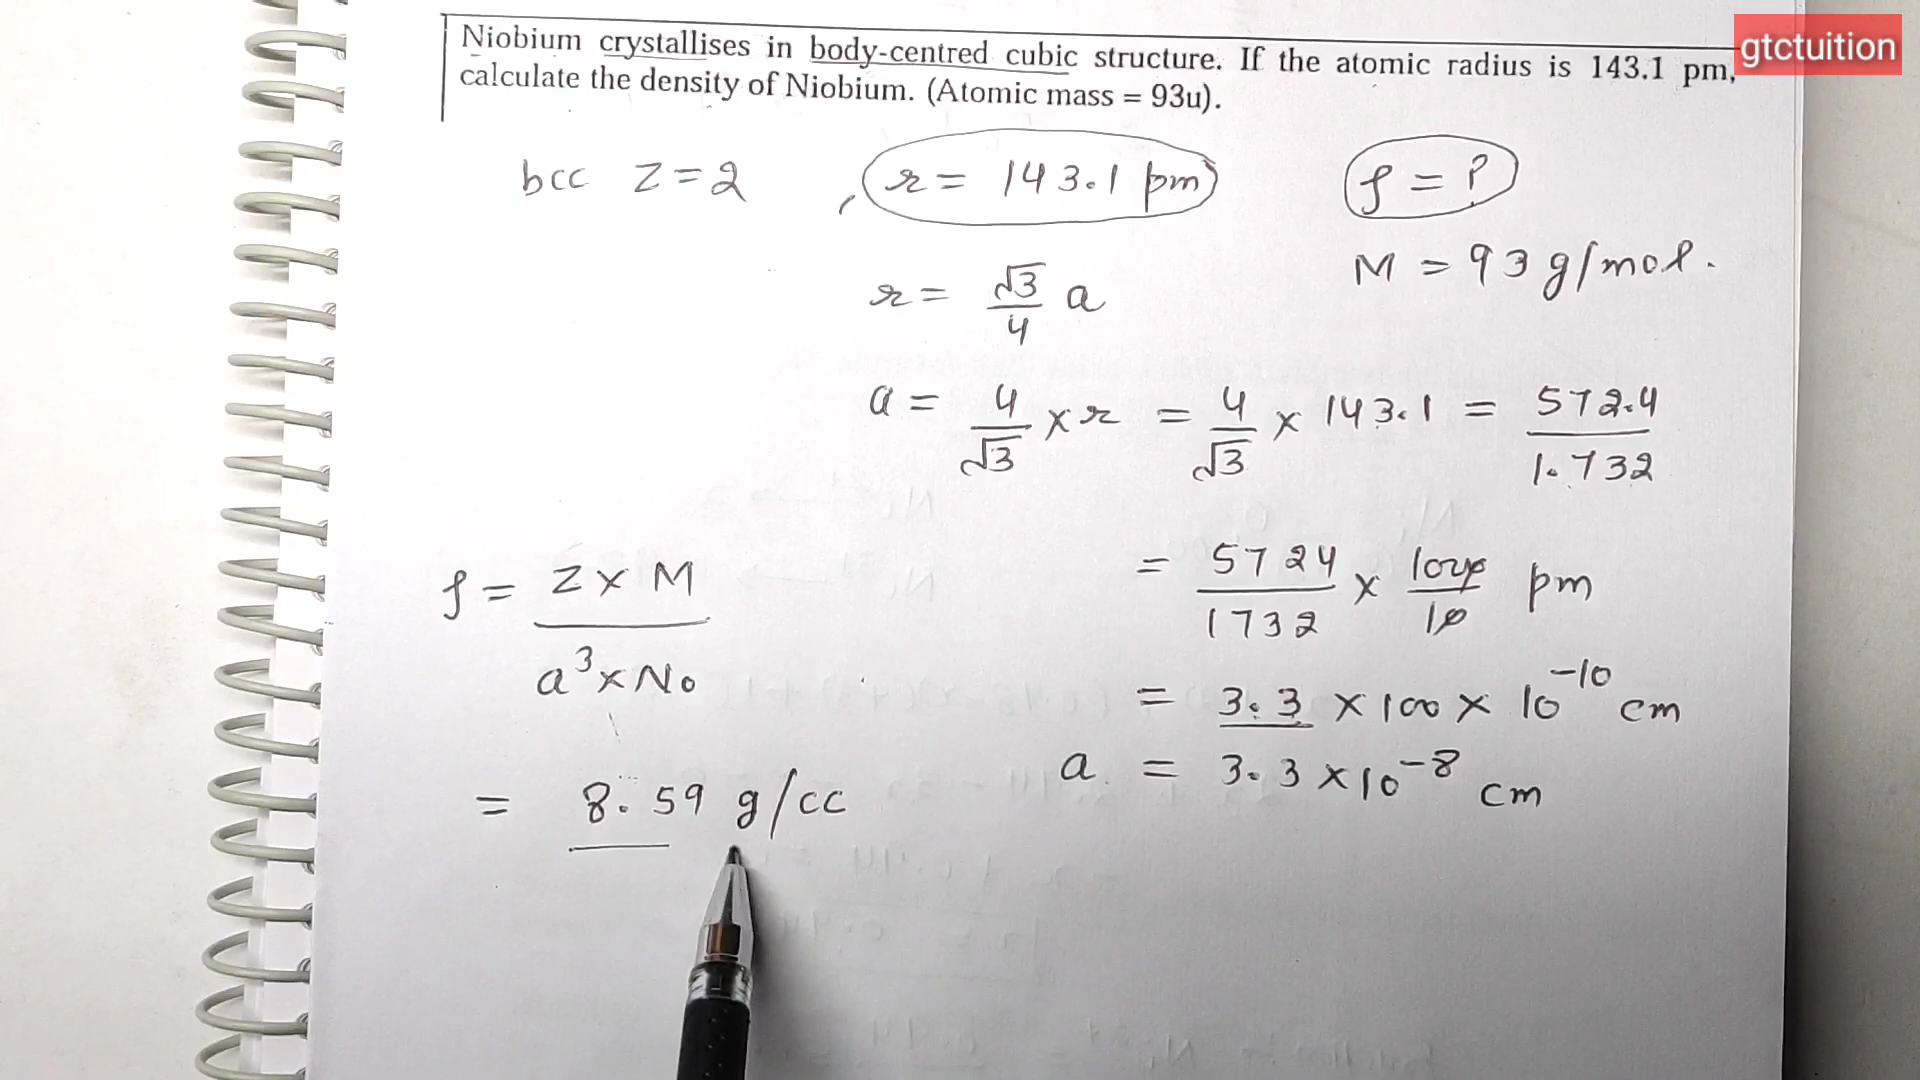 gtctuition
Niobium crystallises in body-centred cubic structure. If the atomic radius is 143.1 pm,
calculate the density of Niobium. (Atomic mass = 93u).
bcc Z = 2 , r = 143.1 pm ρ = ?
M = 93 g/mol.
r = √3/4 a
a = 4/√3 × r = 4/√3 × 143.1 = 572.4/1.732
= 5724/1732 × 1000/10 pm
ρ = Z × M / a³ × N₀
= 3.3 × 100 × 10⁻¹⁰ cm
a = 3.3 × 10⁻⁸ cm
= 8.59 g/cc